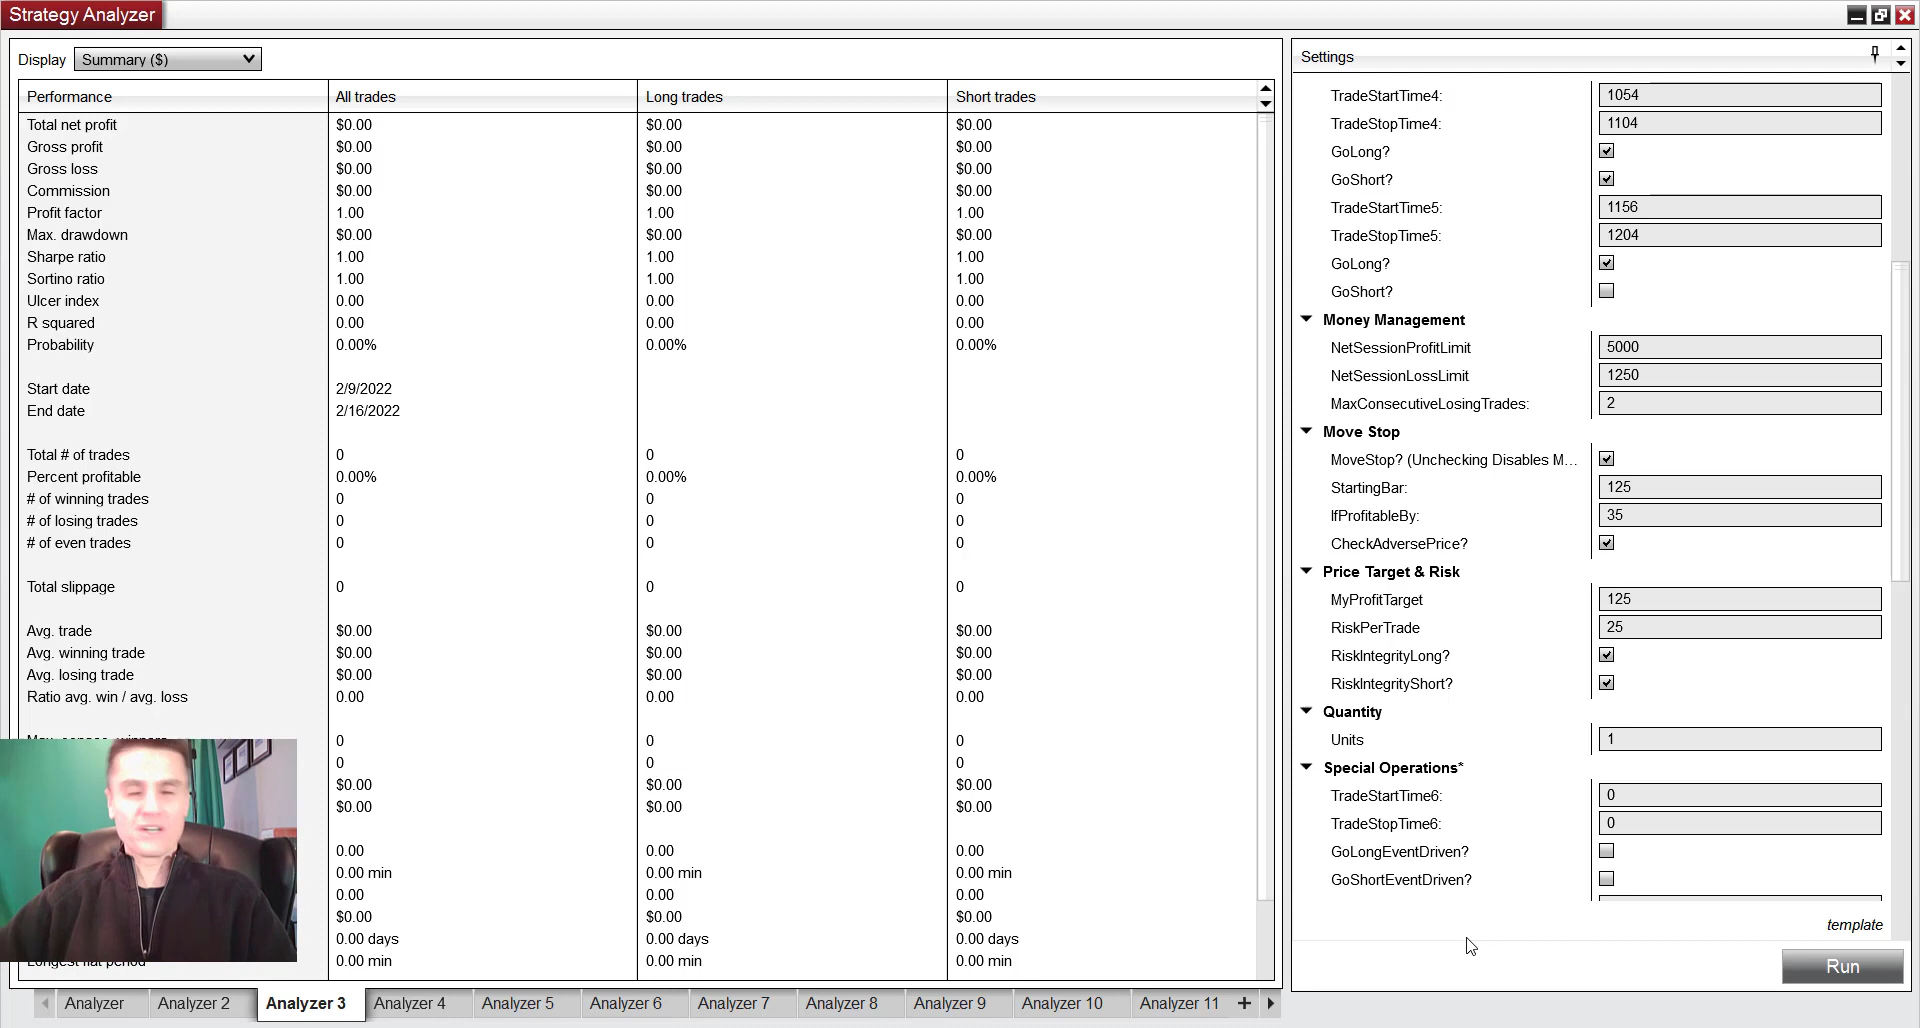 Strategy Analyzer
Display Summary ($)
Performance All trades Long trades Short trades
Total net profit $0.00 $0.00 $0.00
Gross profit $0.00 $0.00 $0.00
Gross loss $0.00 $0.00 $0.00
Commission $0.00 $0.00 $0.00
Profit factor 1.00 1.00 1.00
Max. drawdown $0.00 $0.00 $0.00
Sharpe ratio 1.00 1.00 1.00
Sortino ratio 1.00 1.00 1.00
Ulcer index 0.00 0.00 0.00
R squared 0.00 0.00 0.00
Probability 0.00% 0.00% 0.00%
Start date 2/9/2022
End date 2/16/2022
Total # of trades 0 0 0
Percent profitable 0.00% 0.00% 0.00%
# of winning trades 0 0 0
# of losing trades 0 0 0
# of even trades 0 0 0
Total slippage 0 0 0
Avg. trade $0.00 $0.00 $0.00
Avg. winning trade $0.00 $0.00 $0.00
Avg. losing trade $0.00 $0.00 $0.00
Ratio avg. win / avg. loss 0.00 0.00 0.00
0 0 0
0 0 0
$0.00 $0.00 $0.00
$0.00 $0.00 $0.00
0.00 0.00 0.00
0.00 min 0.00 min 0.00 min
0.00 0.00 0.00
$0.00 $0.00 $0.00
0.00 days 0.00 days 0.00 days
0.00 min 0.00 min 0.00 min
Analyzer Analyzer 2 Analyzer 3 Analyzer 4 Analyzer 5 Analyzer 6 Analyzer 7 Analyzer 8 Analyzer 9 Analyzer 10 Analyzer 11 +
Settings
TradeStartTime4: 1054
TradeStopTime4: 1104
GoLong?
GoShort?
TradeStartTime5: 1156
TradeStopTime5: 1204
GoLong?
GoShort?
Money Management
NetSessionProfitLimit 5000
NetSessionLossLimit 1250
MaxConsecutiveLosingTrades: 2
Move Stop
MoveStop? (Unchecking Disables M...
StartingBar: 125
IfProfitableBy: 35
CheckAdversePrice?
Price Target & Risk
MyProfitTarget 125
RiskPerTrade 25
RiskIntegrityLong?
RiskIntegrityShort?
Quantity
Units 1
Special Operations*
TradeStartTime6: 0
TradeStopTime6: 0
GoLongEventDriven?
GoShortEventDriven?
template
Run